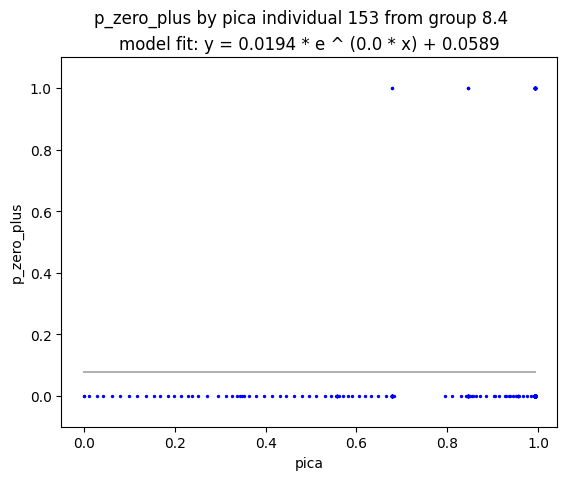 p_zero_plus by pica individual 153 from group 8.4
model fit: y = 0.0194 * e ^ (0.0 * x) + 0.0589
1.0
0.8
0.6
0.4
0.2
0.0
p_zero_plus
0.0 0.2 0.4 0.6 0.8 1.0
pica